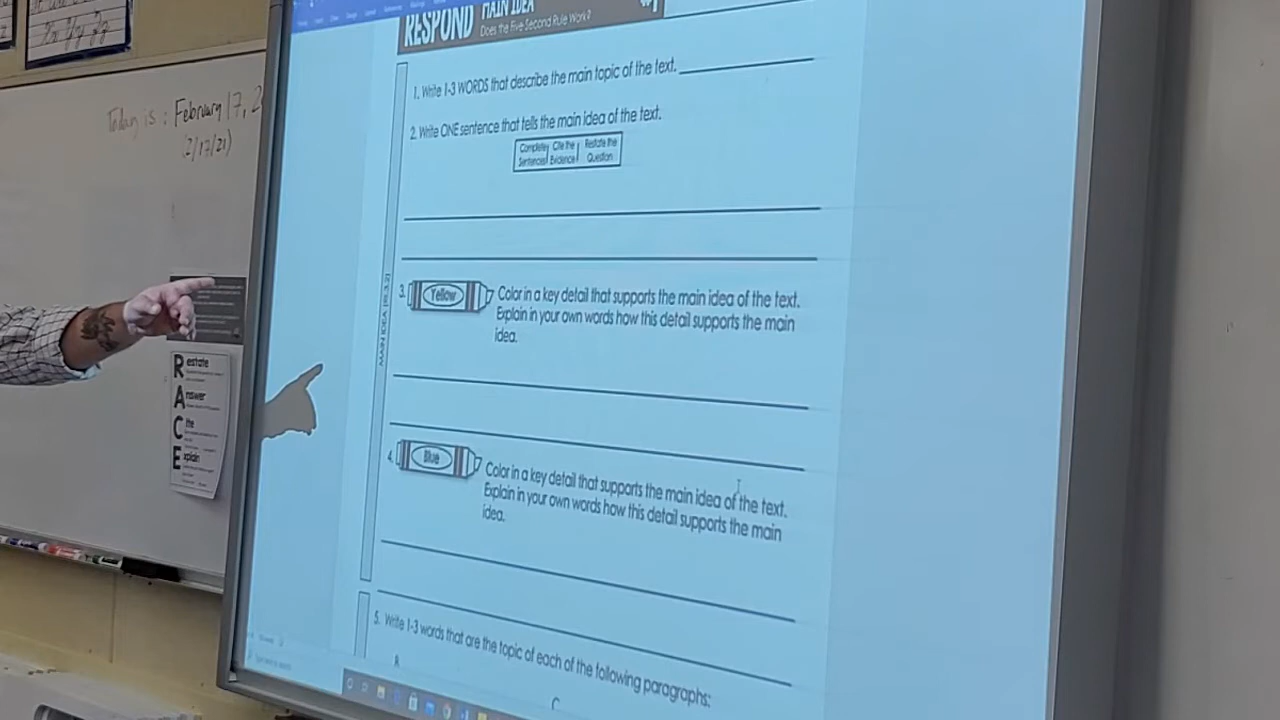 Today is : February 17, 2
(2/17/21)
Restate
Answer
Cite
Explain
RESPOND
MAIN IDEA
#1
Does the Five-Second Rule Work?
1. Write 1-3 WORDS that describe the main topic of the text.
2. Write ONE sentence that tells the main idea of the text.
Complete Cite the Restate the
Sentences Evidence Question
3. Yellow Color in a key detail that supports the main idea of the text.
Explain in your own words how this detail supports the main
idea.
4. Blue Color in a key detail that supports the main idea of the text.
Explain in your own words how this detail supports the main
idea.
5. Write 1-3 words that are the topic of each of the following paragraphs:
A
C